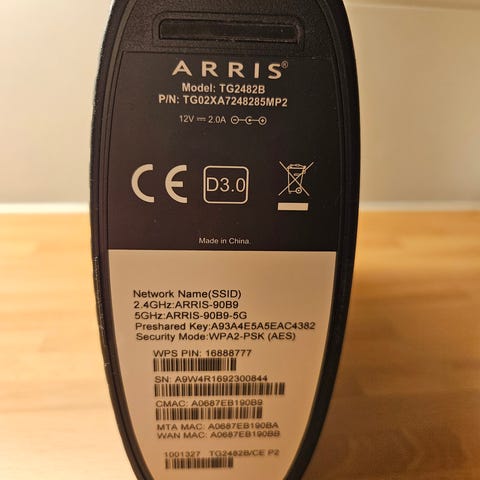 ARRIS®
Model: TG2482B
P/N: TG02XA7248285MP2
12V ⎓ 2.0A
CE D3.0
Made in China.
Network Name(SSID)
2.4GHz:ARRIS-90B9
5GHz:ARRIS-90B9-5G
Preshared Key:A93A4E5A5EAC4382
Security Mode:WPA2-PSK (AES)
WPS PIN: 16888777
SN: A9W4R1692300844
CMAC: A0687EB190B9
MTA MAC: A0687EB190BA
WAN MAC: A0687EB190BB
1001327 TG2482B/CE P2